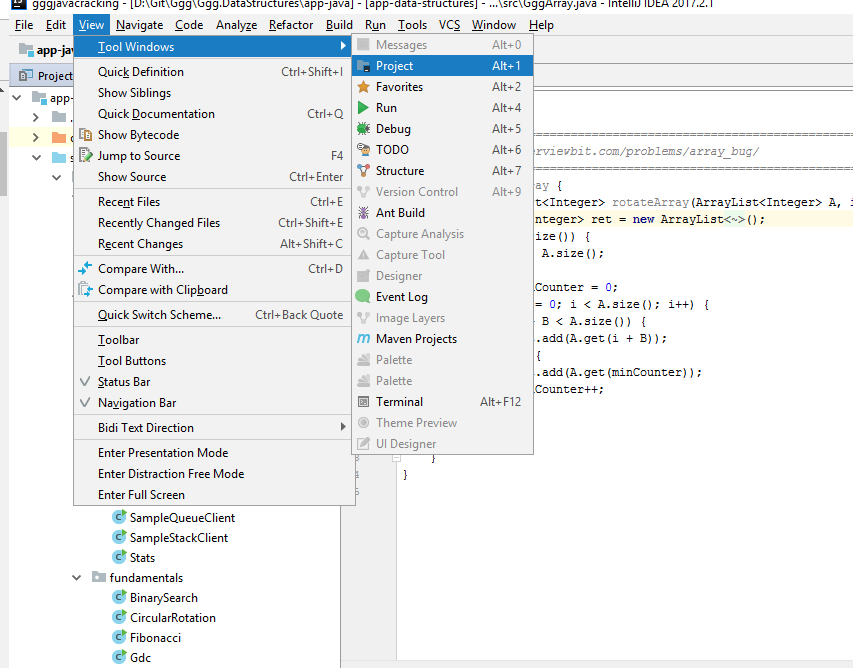 gggjavacracking - [D:\Git\Ggg\Ggg.DataStructures\app-java] - [app-data-structures] - ...\src\GggArray.java - IntelliJ IDEA 2017.2.1
File Edit View Navigate Code Analyze Refactor Build Run Tools VCS Window Help
app-jav
Project
app-
Tool Windows
Quick Definition Ctrl+Shift+I
Show Siblings
Quick Documentation Ctrl+Q
Show Bytecode
Jump to Source F4
Show Source Ctrl+Enter
Recent Files Ctrl+E
Recently Changed Files Ctrl+Shift+E
Recent Changes Alt+Shift+C
Compare With... Ctrl+D
Compare with Clipboard
Quick Switch Scheme... Ctrl+Back Quote
Toolbar
Tool Buttons
Status Bar
Navigation Bar
Bidi Text Direction
Enter Presentation Mode
Enter Distraction Free Mode
Enter Full Screen
Messages Alt+0
Project Alt+1
Favorites Alt+2
Run Alt+4
Debug Alt+5
TODO Alt+6
Structure Alt+7
Version Control Alt+9
Ant Build
Capture Analysis
Capture Tool
Designer
Event Log
Image Layers
Maven Projects
Palette
Palette
Terminal Alt+F12
Theme Preview
UI Designer
erviewbit.com/problems/array_bug/
ay {
t<Integer> rotateArray(ArrayList<Integer> A, i
nteger> ret = new ArrayList<~>();
ize()) {
A.size();
nCounter = 0;
= 0; i < A.size(); i++) {
B < A.size()) {
.add(A.get(i + B));
{
.add(A.get(minCounter));
nCounter++;
}
}
SampleQueueClient
SampleStackClient
Stats
fundamentals
BinarySearch
CircularRotation
Fibonacci
Gdc